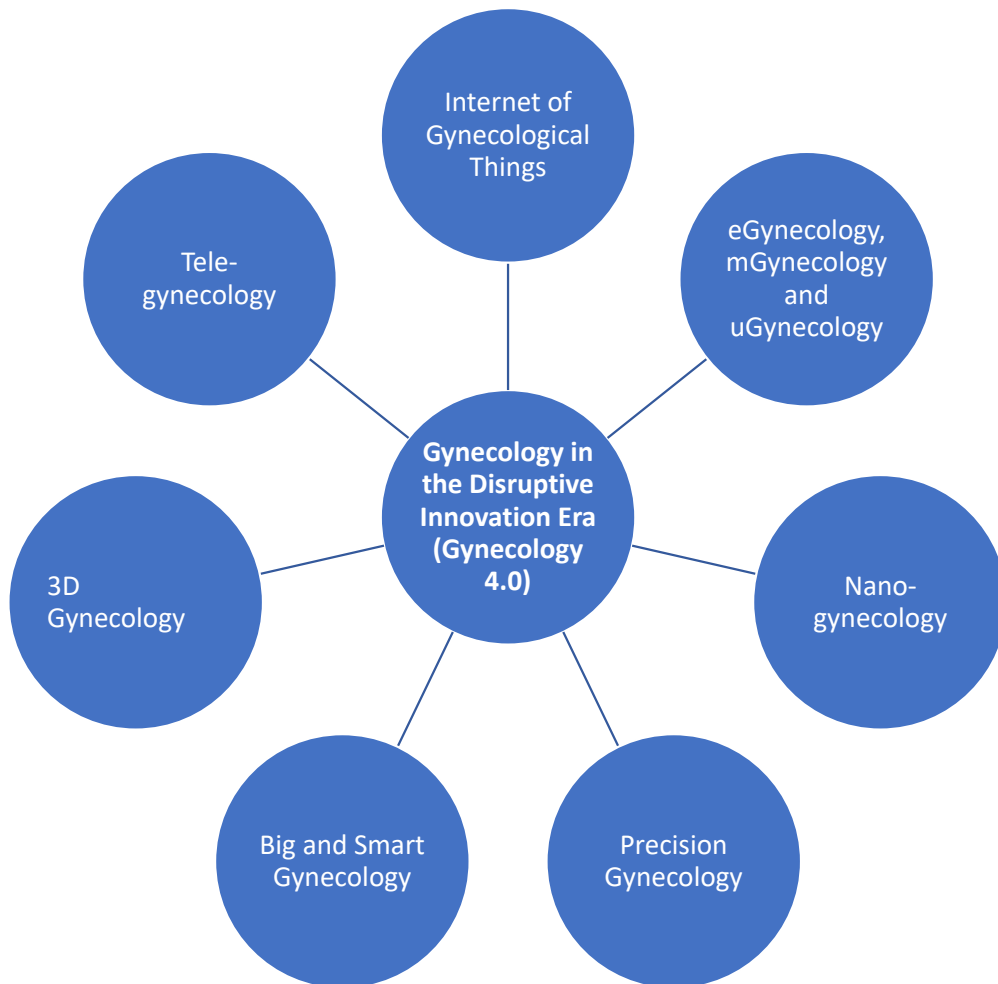 Internet of
Gynecological
Things
eGynecology,
mGynecology
and
uGynecology
Nano-
gynecology
Precision
Gynecology
Big and Smart
Gynecology
3D
Gynecology
Tele-
gynecology
Gynecology in
the Disruptive
Innovation Era
(Gynecology
4.0)